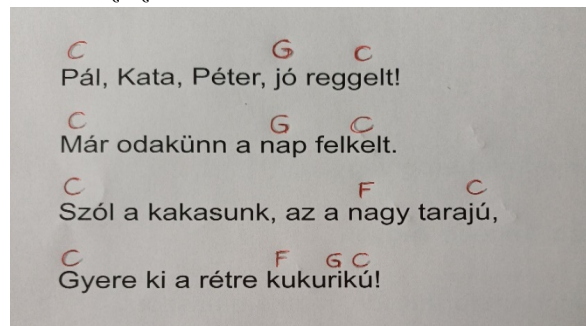 C G C
Pál, Kata, Péter, jó reggelt!
C G C
Már odakünn a nap felkelt.
C F C
Szól a kakasunk, az a nagy tarajú,
C F G C
Gyere ki a rétre kukurikú!